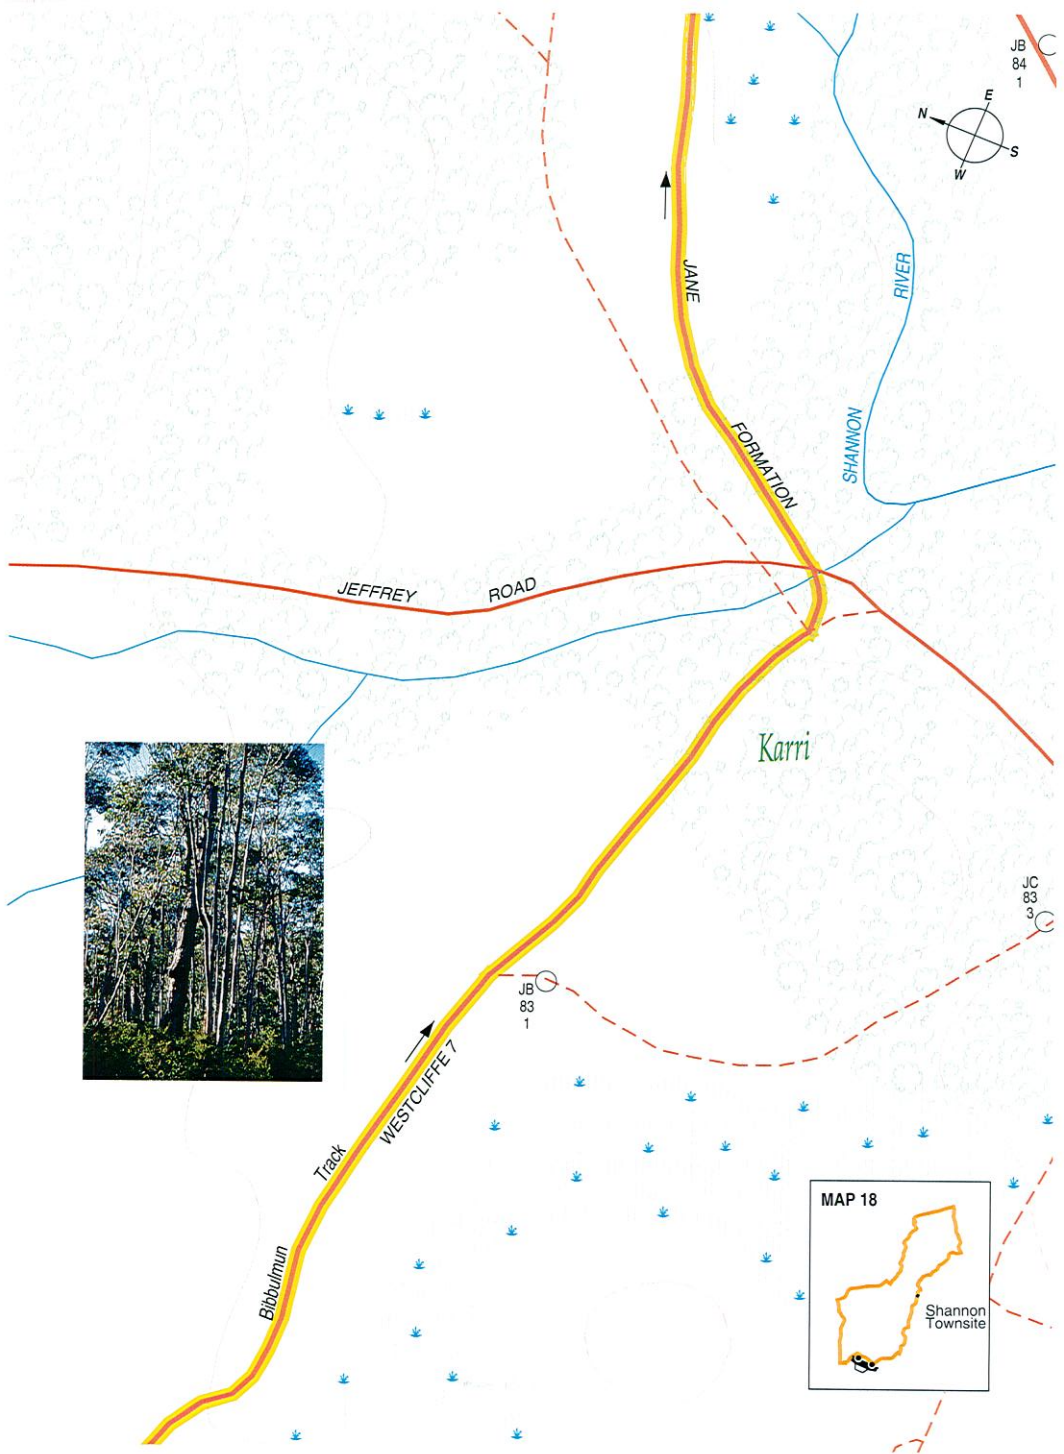 JB
84
1
E
N
S
W
JANE
RIVER
SHANNON
FORMATION
JEFFREY ROAD
Karri
JC
83
3
JB
83
1
WESTCLIFFE 7
Bibbulmun Track
MAP 18
Shannon
Townsite